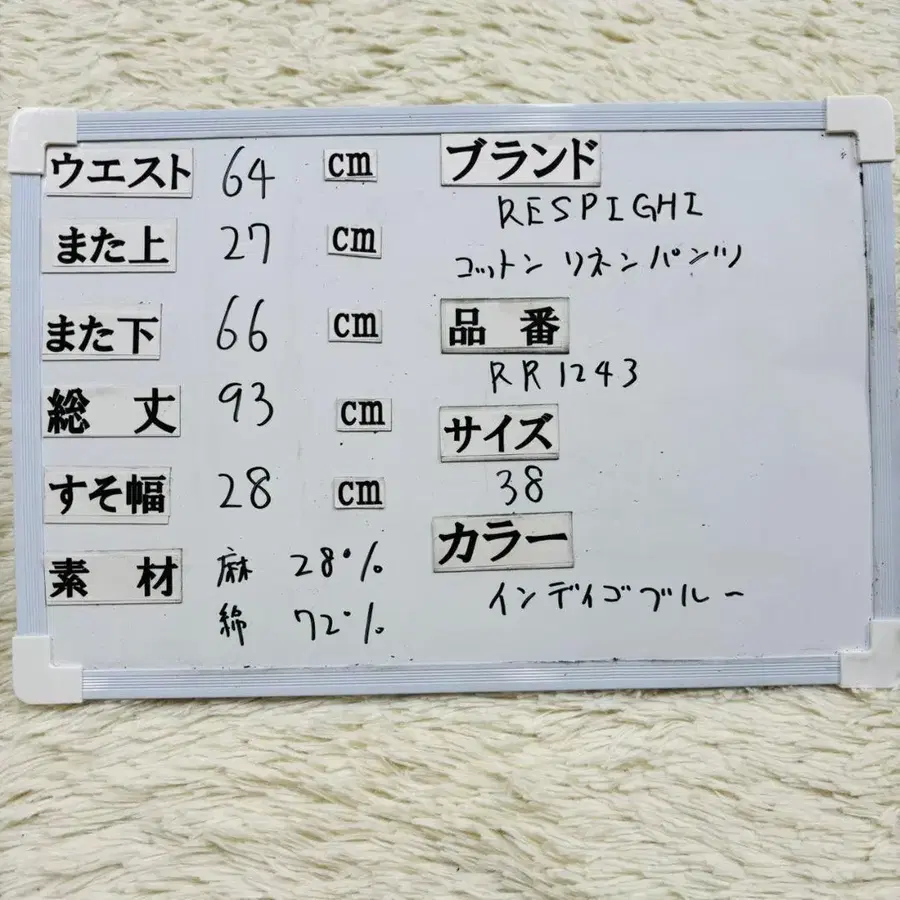 ウエスト 64 cm
また上 27 cm
また下 66 cm
総丈 93 cm
すそ幅 28 cm
素材 麻 28%
綿 72%
ブランド
RESPIGHI
コットンリネンパンツ
品番
RR1243
サイズ
38
カラー
インディゴブルー